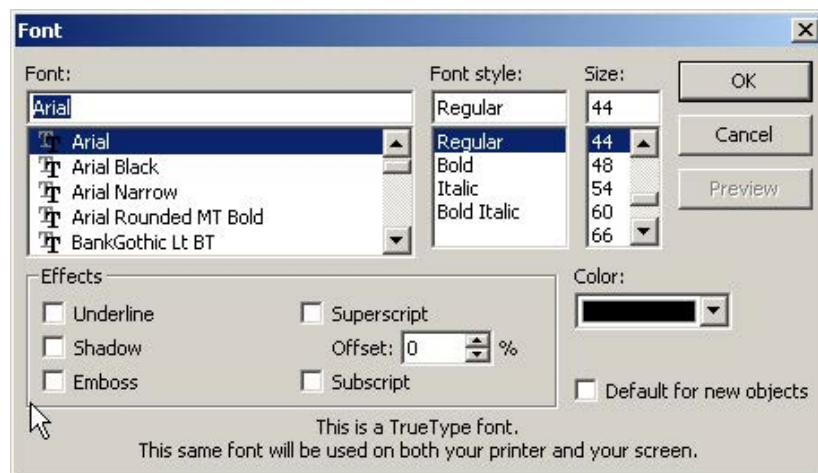 Font
Font: Font style: Size:
Arial Regular 44 OK
Arial Regular 44 Cancel
Arial Black Bold 48
Arial Narrow Italic 54 Preview
Arial Rounded MT Bold Bold Italic 60
BankGothic Lt BT 66
Effects Color:
Underline Superscript
Shadow Offset: 0 %
Emboss Subscript Default for new objects
This is a TrueType font.
This same font will be used on both your printer and your screen.